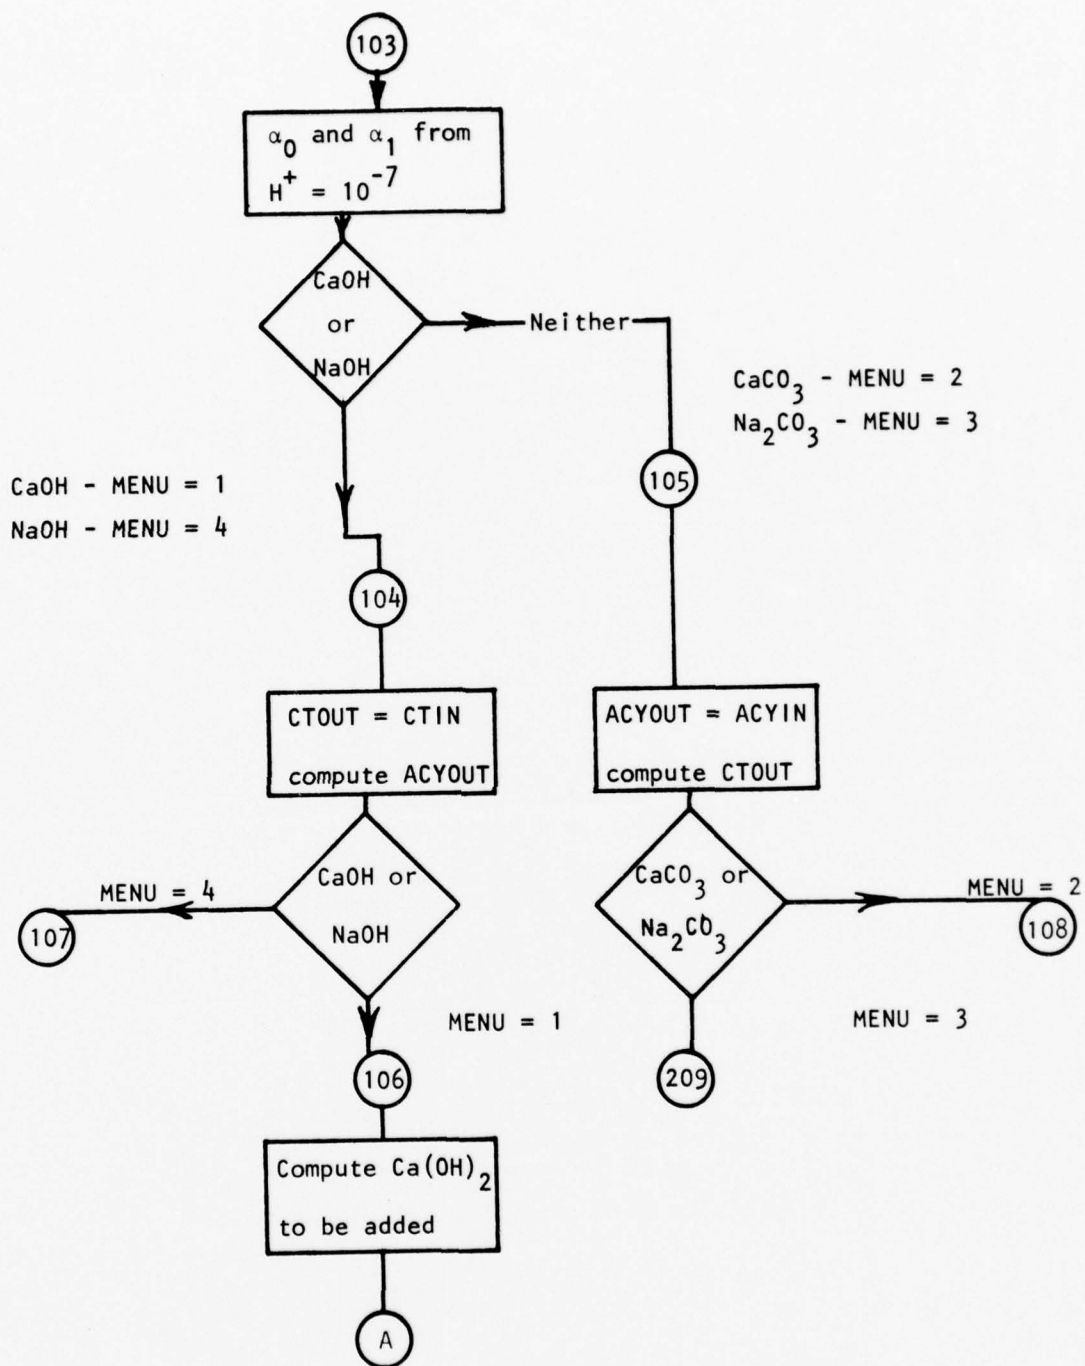 103
α₀ and α₁ from
H⁺ = 10⁻⁷
CaOH
or
NaOH
Neither
CaCO₃ - MENU = 2
Na₂CO₃ - MENU = 3
CaOH - MENU = 1
NaOH - MENU = 4
105
104
CTOUT = CTIN
compute ACYOUT
ACYOUT = ACYIN
compute CTOUT
CaOH or
NaOH
MENU = 4
107
CaCO₃ or
Na₂CO₃
MENU = 2
108
MENU = 1
MENU = 3
106
209
Compute Ca(OH)₂
to be added
A